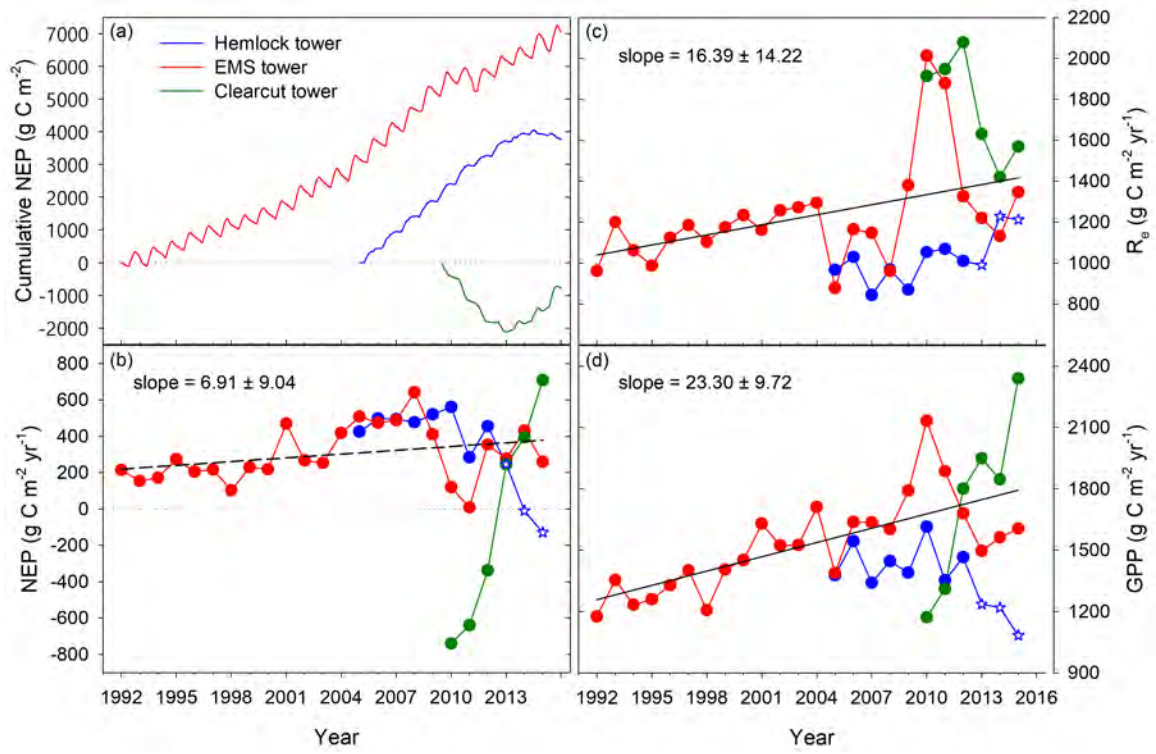 (a)
Hemlock tower
EMS tower
Clearcut tower
Cumulative NEP (g C m-2)
7000
6000
5000
4000
3000
2000
1000
0
-1000
-2000
(b)
slope = 6.91 ± 9.04
NEP (g C m-2 yr-1)
800
600
400
200
0
-200
-400
-600
-800
1992 1995 1998 2001 2004 2007 2010 2013
Year
(c)
slope = 16.39 ± 14.22
2200
2000
1800
1600
1400
1200
1000
800
Re (g C m-2 yr-1)
(d)
slope = 23.30 ± 9.72
2400
2100
1800
1500
1200
900
GPP (g C m-2 yr-1)
1992 1995 1998 2001 2004 2007 2010 2013 2016
Year